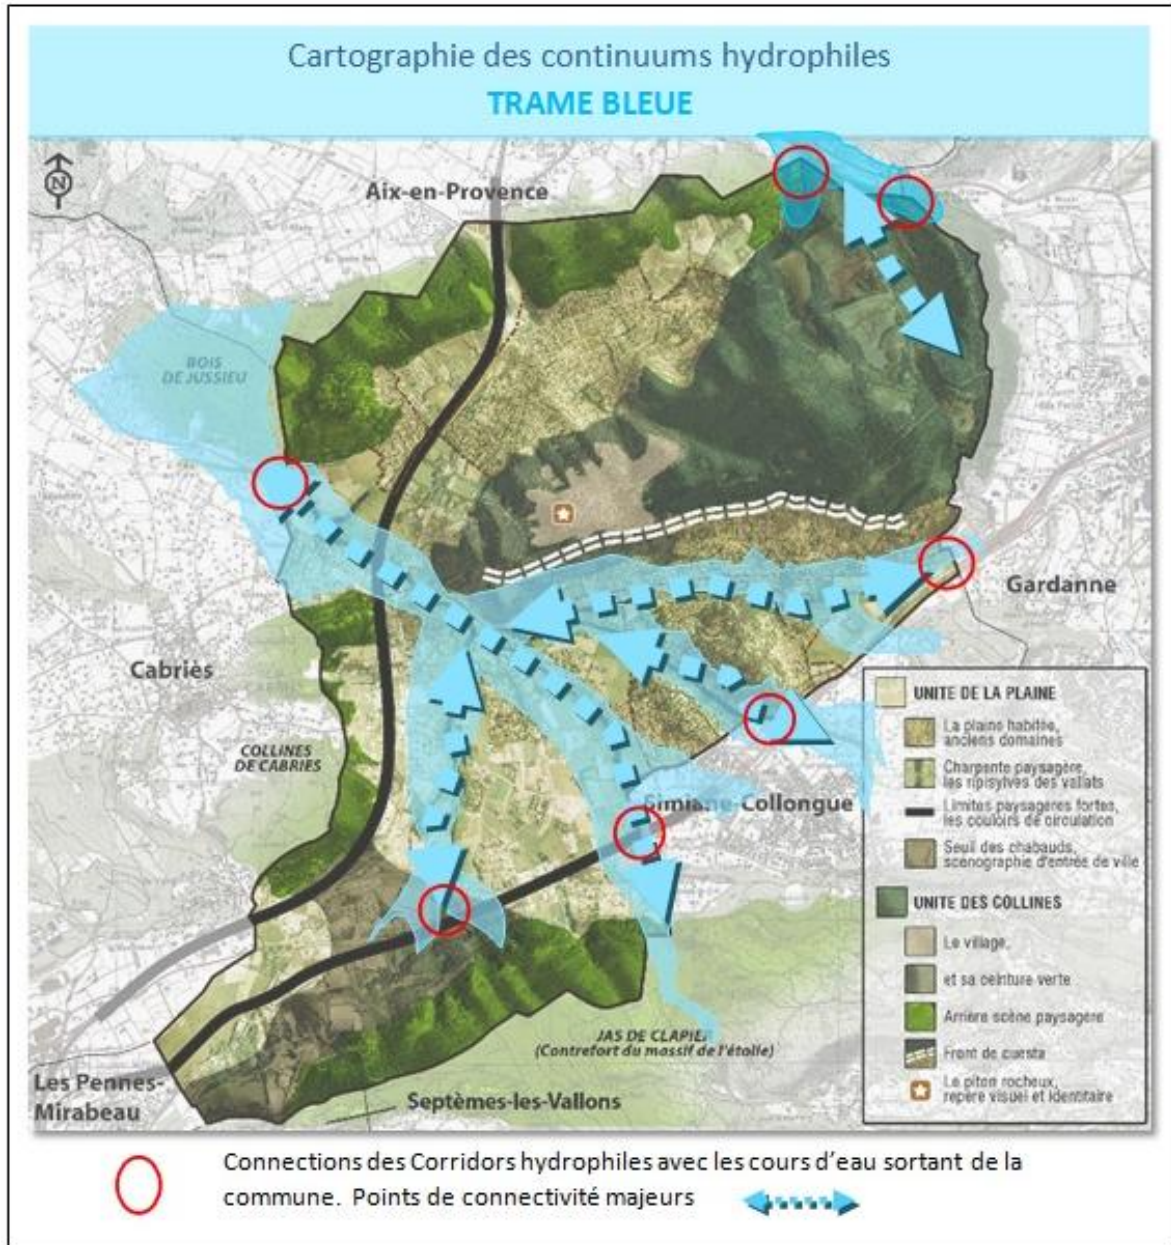 Cartographie des continuums hydrophiles
TRAME BLEUE
N
Aix-en-Provence
BOIS
DE JUSSIEU
Gardanne
Cabriès
COLLINES
DE CABRIES
Simiane-Collongue
JAS DE CLAPIER
(Contrefort du massif de l'étoile)
Les Pennes-
Mirabeau
Septèmes-les-Vallons
UNITE DE LA PLAINE
La plaine habitée,
anciens domaines
Charpente paysagère,
les ripisylves des vallats
Limites paysagères fortes,
les couloirs de circulation
Seuil des chabauds,
scénographie d'entrée de ville
UNITE DES COLLINES
Le village,
et sa ceinture verte
Arrière scène paysagère
Front de cuesta
Le piton rocheux,
repère visuel et identitaire
Connections des Corridors hydrophiles avec les cours d'eau sortant de la
commune. Points de connectivité majeurs